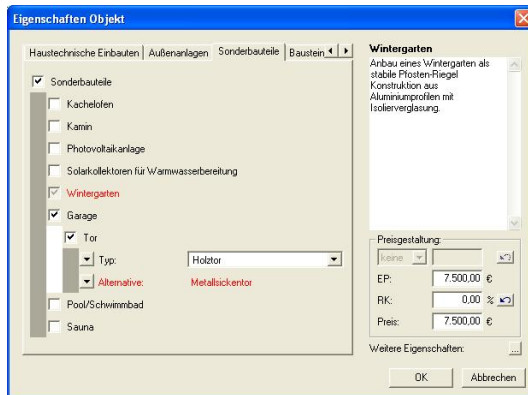 Eigenschaften Objekt
Haustechnische Einbauten Außenanlagen Sonderbauteile Baustein
Sonderbauteile
Kachelofen
Kamin
Photovoltaikanlage
Solarkollektoren für Warmwasserbereitung
Wintergarten
Garage
Tor
Typ: Holztor
Alternative: Metallsickentor
Pool/Schwimmbad
Sauna
Wintergarten
Anbau eines Wintergarten als
stabile Pfosten-Riegel
Konstruktion aus
Aluminiumprofilen mit
Isolierverglasung.
Preisgestaltung:
keine
EP: 7.500,00 €
RK: 0,00 %
Preis: 7.500,00 €
Weitere Eigenschaften: ...
OK Abbrechen